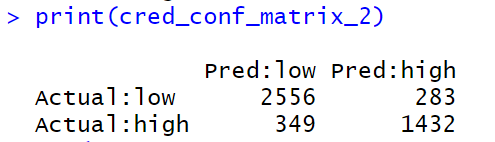 > print(cred_conf_matrix_2)
Pred:low Pred:high
Actual:low 2556 283
Actual:high 349 1432